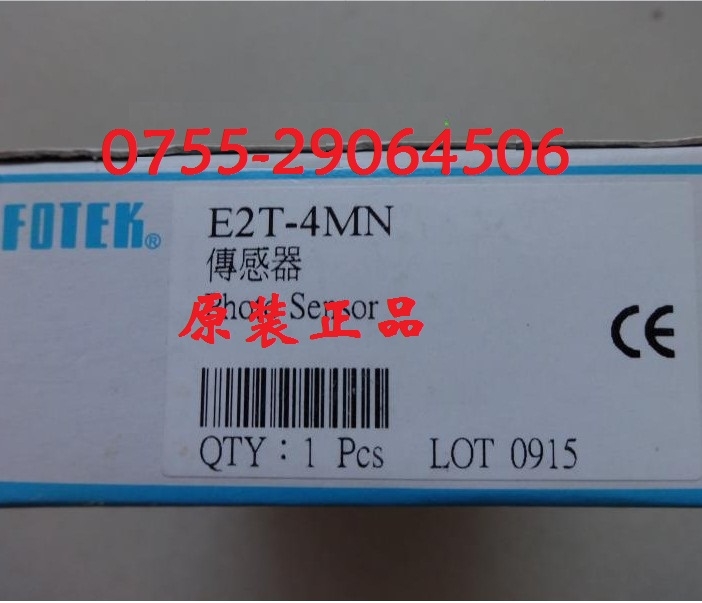 0755-29064506
FOTEK®
E2T-4MN
傳感器
Photo Sensor
原装正品
CE
QTY : 1 Pcs LOT 0915